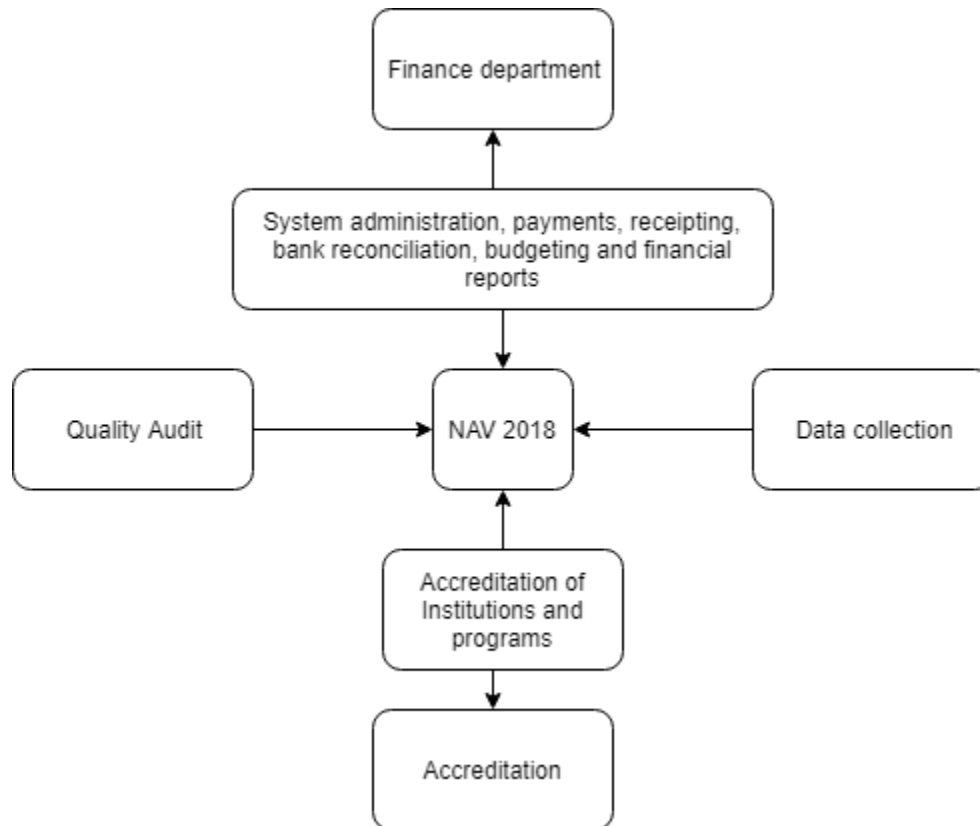 Finance department
System administration, payments, receipting,
bank reconciliation, budgeting and financial
reports
Quality Audit
NAV 2018
Data collection
Accreditation of
Institutions and
programs
Accreditation